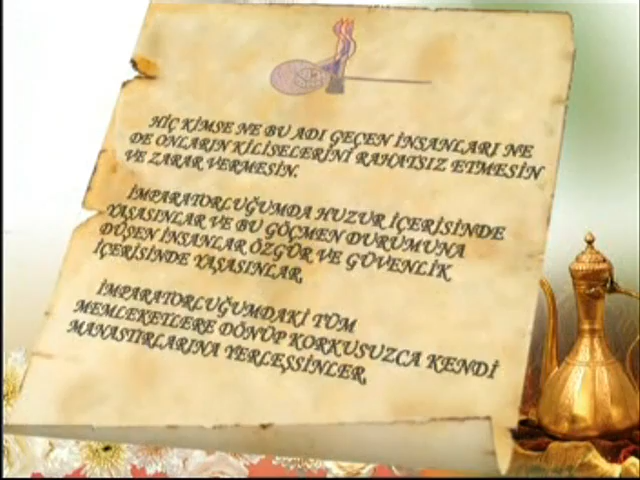 HİÇ KİMSE NE BU ADI GEÇEN İNSANLARI NE
DE ONLARIN KİLİSELERİNİ RAHATSIZ ETMESİN
VE ZARAR VERMESİN.
İMPARATORLUĞUMDA HUZUR İÇERİSİNDE
YAŞASINLAR VE BU GÖÇMEN DURUMUNA
DÜŞEN İNSANLAR ÖZGÜR VE GÜVENLİK
İÇERİSİNDE YAŞASINLAR,
İMPARATORLUĞUMDAKİ TÜM
MEMLEKETLERE DÖNÜP KORKUSUZCA KENDİ
MANASTIRLARINA YERLEŞSİNLER,